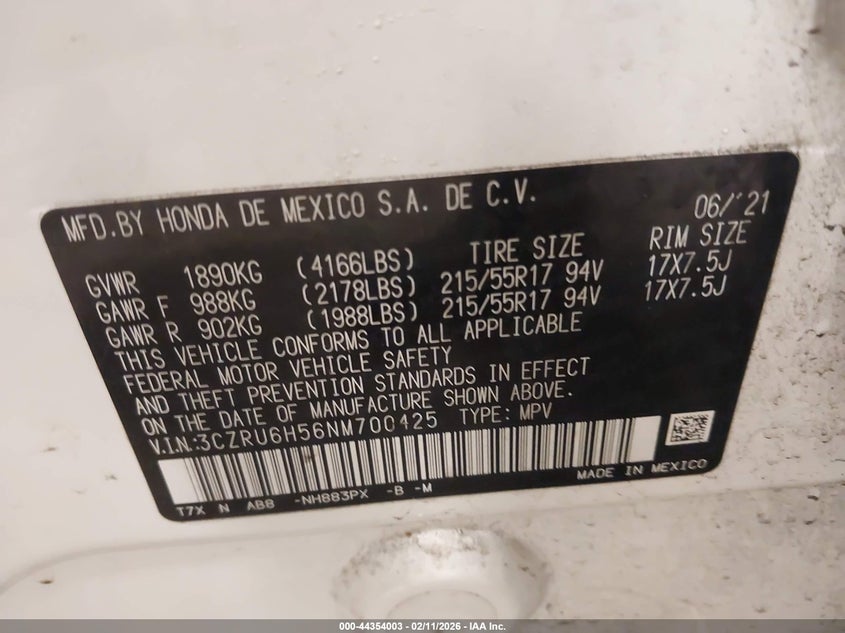 MFD.BY HONDA DE MEXICO S.A. DE C.V. 06/'21
TIRE SIZE RIM SIZE
GVWR 1890KG (4166LBS)
GAWR F 988KG (2178LBS) 215/55R17 94V 17X7.5J
GAWR R 902KG (1988LBS) 215/55R17 94V 17X7.5J
THIS VEHICLE CONFORMS TO ALL APPLICABLE
FEDERAL MOTOR VEHICLE SAFETY
AND THEFT PREVENTION STANDARDS IN EFFECT
ON THE DATE OF MANUFACTURE SHOWN ABOVE.
V.I.N.:3CZRU6H56NM700425 TYPE: MPV
T7X N AB8 -NH883PX -B -M MADE IN MEXICO
000-44354003 - 02/11/2026 - IAA Inc.